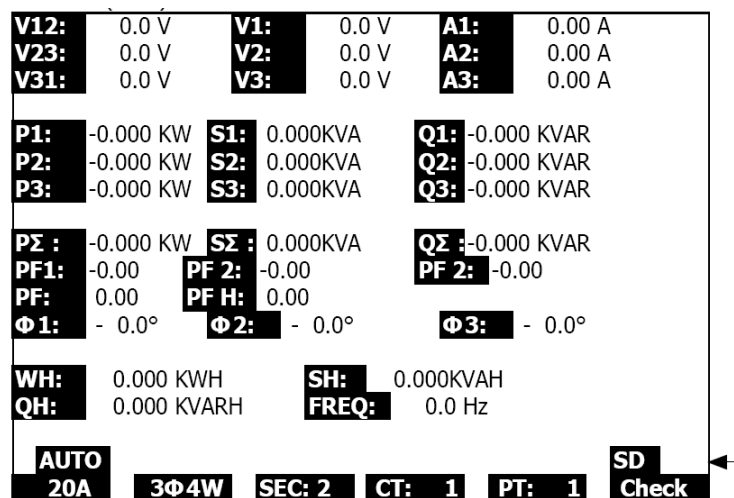 V12: 0.0 V V1: 0.0 V A1: 0.00 A
V23: 0.0 V V2: 0.0 V A2: 0.00 A
V31: 0.0 V V3: 0.0 V A3: 0.00 A
P1: -0.000 KW S1: 0.000KVA Q1: -0.000 KVAR
P2: -0.000 KW S2: 0.000KVA Q2: -0.000 KVAR
P3: -0.000 KW S3: 0.000KVA Q3: -0.000 KVAR
PΣ : -0.000 KW SΣ : 0.000KVA QΣ :-0.000 KVAR
PF1: -0.00 PF 2: -0.00 PF 2: -0.00
PF: 0.00 PF H: 0.00
Φ1: - 0.0° Φ2: - 0.0° Φ3: - 0.0°
WH: 0.000 KWH SH: 0.000KVAH
QH: 0.000 KVARH FREQ: 0.0 Hz
AUTO SD
20A 3Φ4W SEC: 2 CT: 1 PT: 1 Check